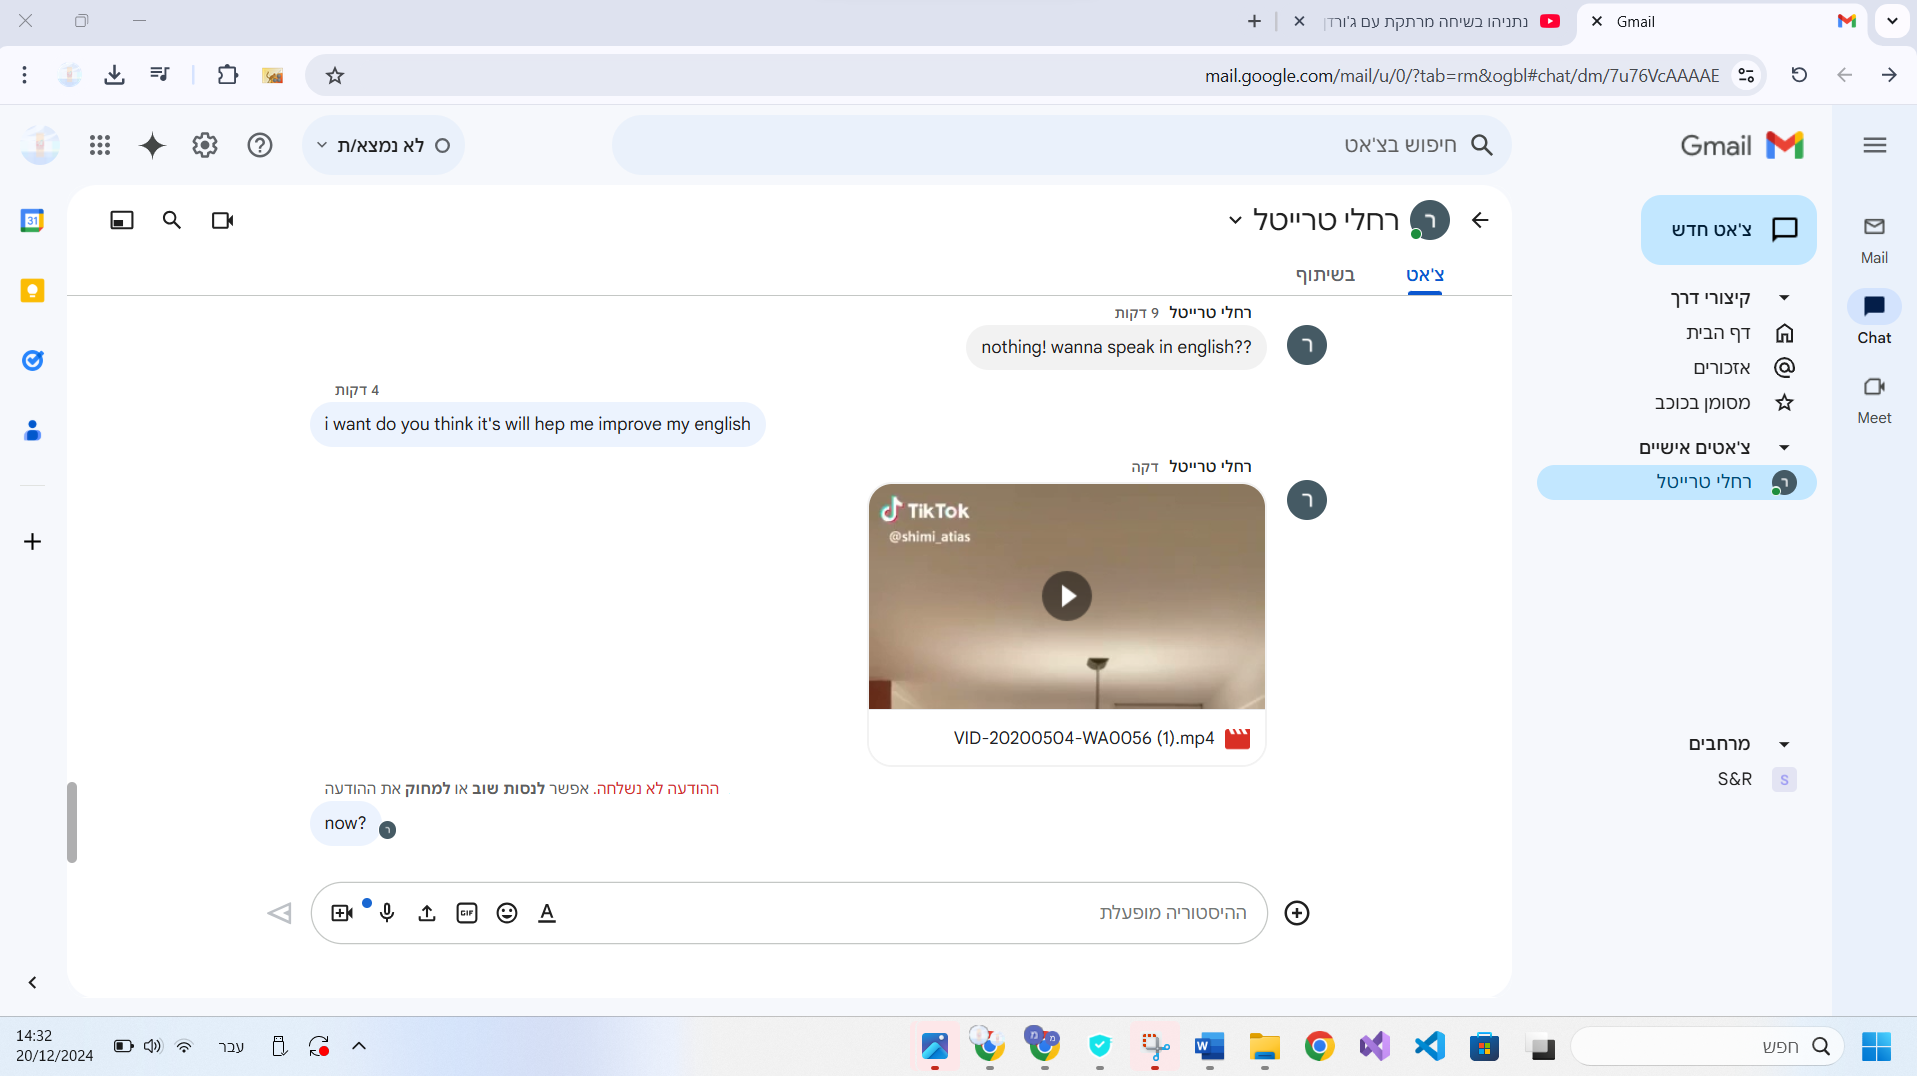 נתניהו בשיחה מרתקת עם ג'ורדן
Gmail
mail.google.com/mail/u/0/?tab=rm&ogbl#chat/dm/7u76VcAAAAE
Gmail
חיפוש בצ'אט
לא נמצא/ת
Mail
Chat
Meet
צ'אט חדש
קיצורי דרך
דף הבית
אזכורים
מסומן בכוכב
צ'אטים אישיים
ר
רחלי טרייטל
מרחבים
S
S&R
ר
רחלי טרייטל
צ'אט
בשיתוף
רחלי טרייטל 9 דקות
ר
nothing! wanna speak in english??
4 דקות
i want do you think it's will hep me improve my english
רחלי טרייטל דקה
ר
TikTok
@shimi_atias
VID-20200504-WA0056 (1).mp4
ההודעה לא נשלחה. אפשר לנסות שוב או למחוק את ההודעה
now?
ר
ההיסטוריה מופעלת
GIF
A
31
חפש
W
מ
עבר
14:32
20/12/2024